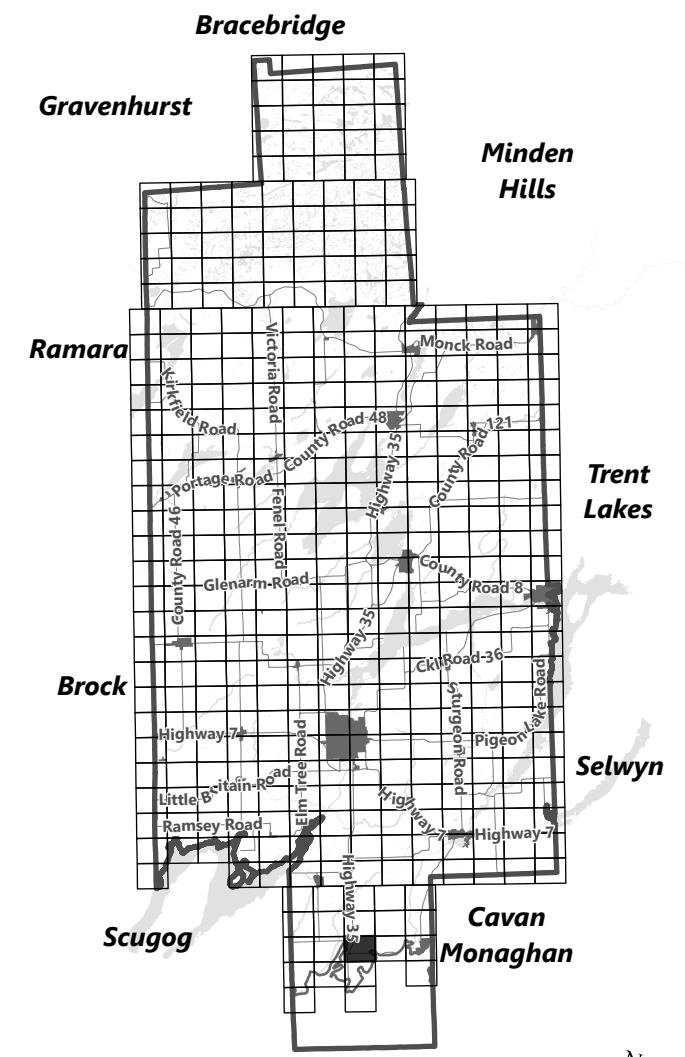 Bracebridge
Gravenhurst
Minden
Hills
Ramara
Victoria Road
Monck Road
Kirkfield Road
County Road 48
Highway 35
County Road 121
Portage Road
Trent
Lakes
County Road 46
Fenel Road
Glenarm Road
County Road 8
Highway 35
Ckl Road 36
Brock
Sturgeon Road
Pigeon Lake Road
Highway 7
Elm Tree Road
Selwyn
Little Britain Road
Highway 7
Highway 7
Ramsey Road
Highway 35
Scugog
Cavan
Monaghan
N